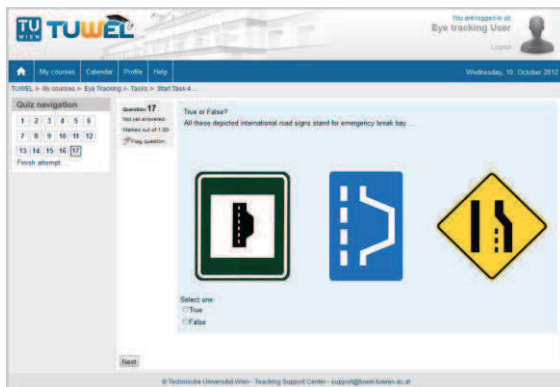 TU WIEN TUWEL
You are logged in as
Eye tracking User
Logout
My courses Calendar Profile Help
Wednesday, 10. October 2012
TUWEL > My courses > Eye Tracking > Tasks > Start Task 4...
Quiz navigation
1 2 3 4 5 6
7 8 9 10 11 12
13 14 15 16 17
Finish attempt
Question 17
Not yet answered
Marked out of 1.00
Flag question
True or False?
All these depicted international road signs stand for emergency break bay...
Select one:
True
False
Next
© Technische Universität Wien - Teaching Support Center - support@tuwel.tuwien.ac.at